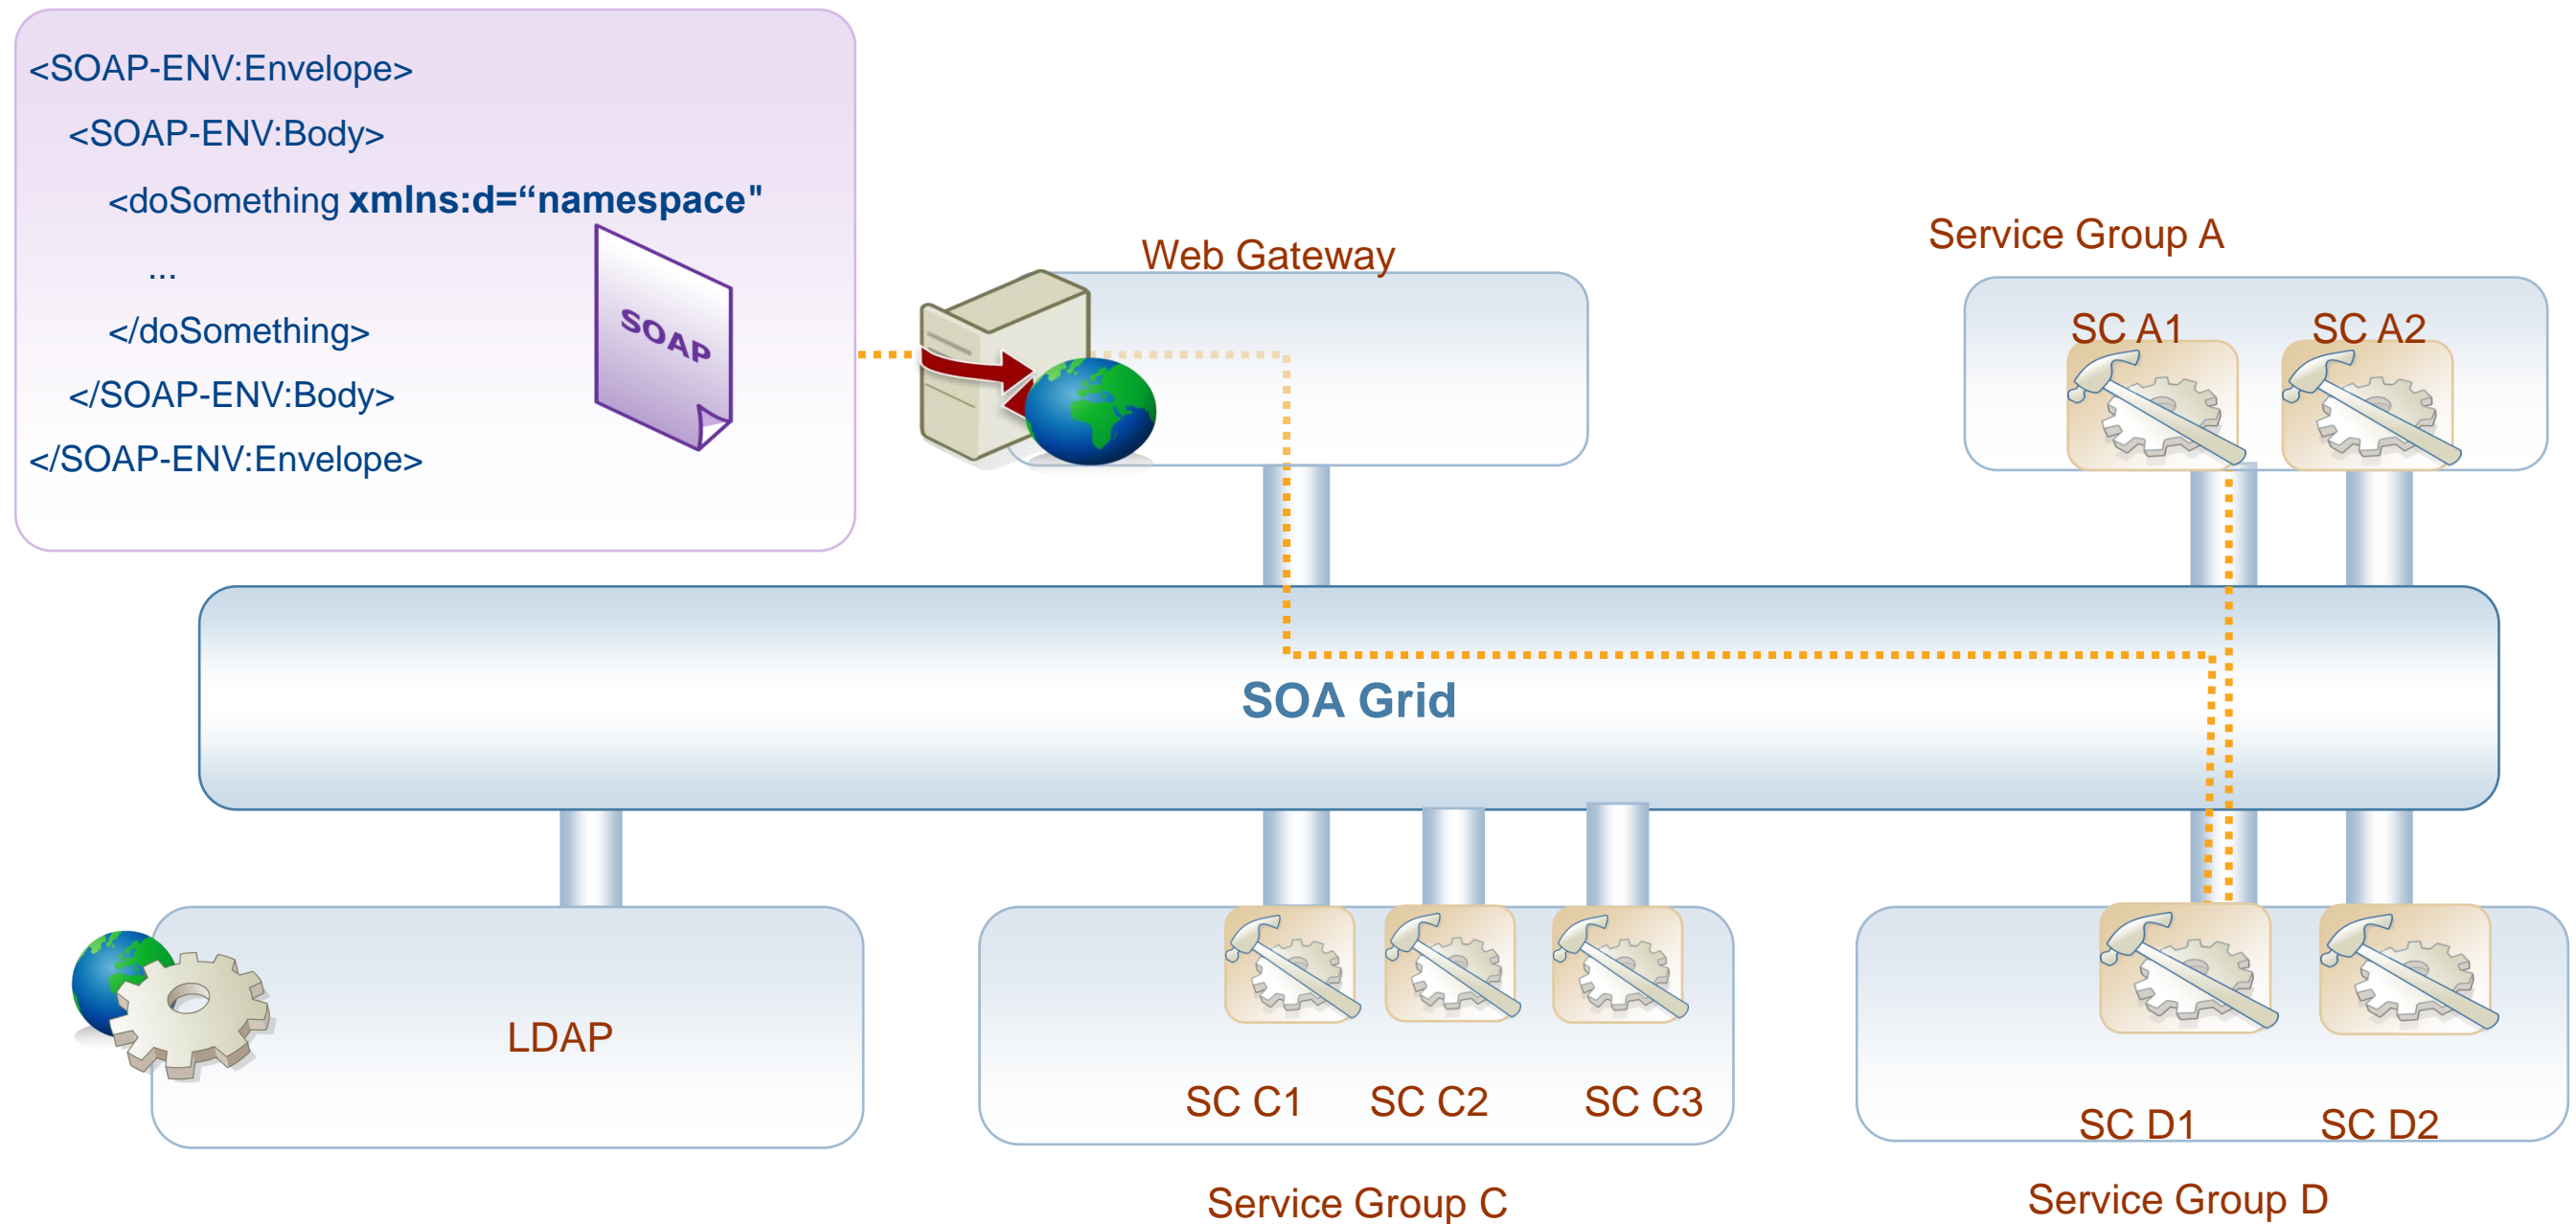 <SOAP-ENV:Envelope>
<SOAP-ENV:Body>
<doSomething xmlns:d=“namespace"
...
</doSomething>
</SOAP-ENV:Body>
</SOAP-ENV:Envelope>
SOAP
Web Gateway
Service Group A
SC A1
SC A2
SOA Grid
LDAP
SC C1
SC C2
SC C3
Service Group C
SC D1
SC D2
Service Group D